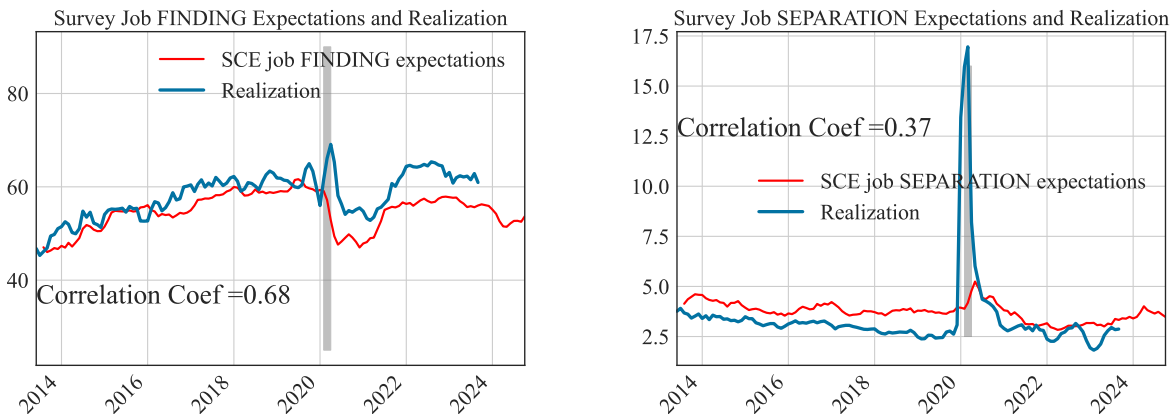 Survey Job FINDING Expectations and Realization
SCE job FINDING expectations
Realization
80
60
40
Correlation Coef =0.68
2014
2016
2018
2020
2022
2024
Survey Job SEPARATION Expectations and Realization
17.5
15.0
12.5
Correlation Coef =0.37
10.0
SCE job SEPARATION expectations
Realization
7.5
5.0
2.5
2014
2016
2018
2020
2022
2024